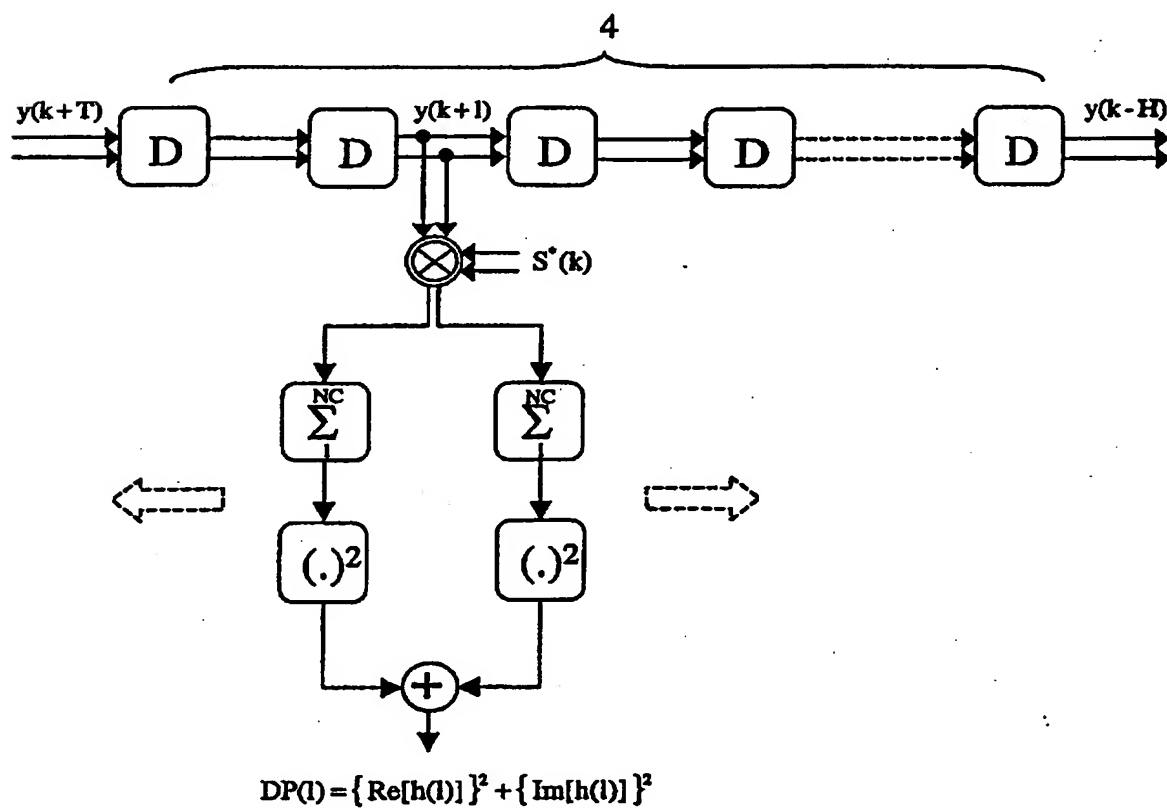 4
y(k+T) y(k+l) y(k-H)
D D D D D
S*(k)
NC NC
Σ Σ
(.)² (.)²
+
DP(l) = { Re[h(l)] }² + { Im[h(l)] }²